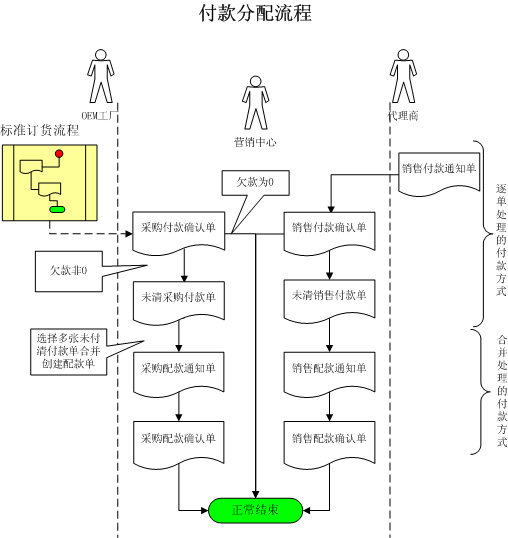 付款分配流程
OEM工厂
营销中心
代理商
标准订货流程
欠款为0
销售付款通知单
采购付款确认单
销售付款确认单
欠款非0
未清采购付款单
未清销售付款单
选择多张未付
清付款单合并
创建配款单
采购配款通知单
销售配款通知单
采购配款确认单
销售配款确认单
正常结束
逐单处理的付款方式
合并处理的付款方式